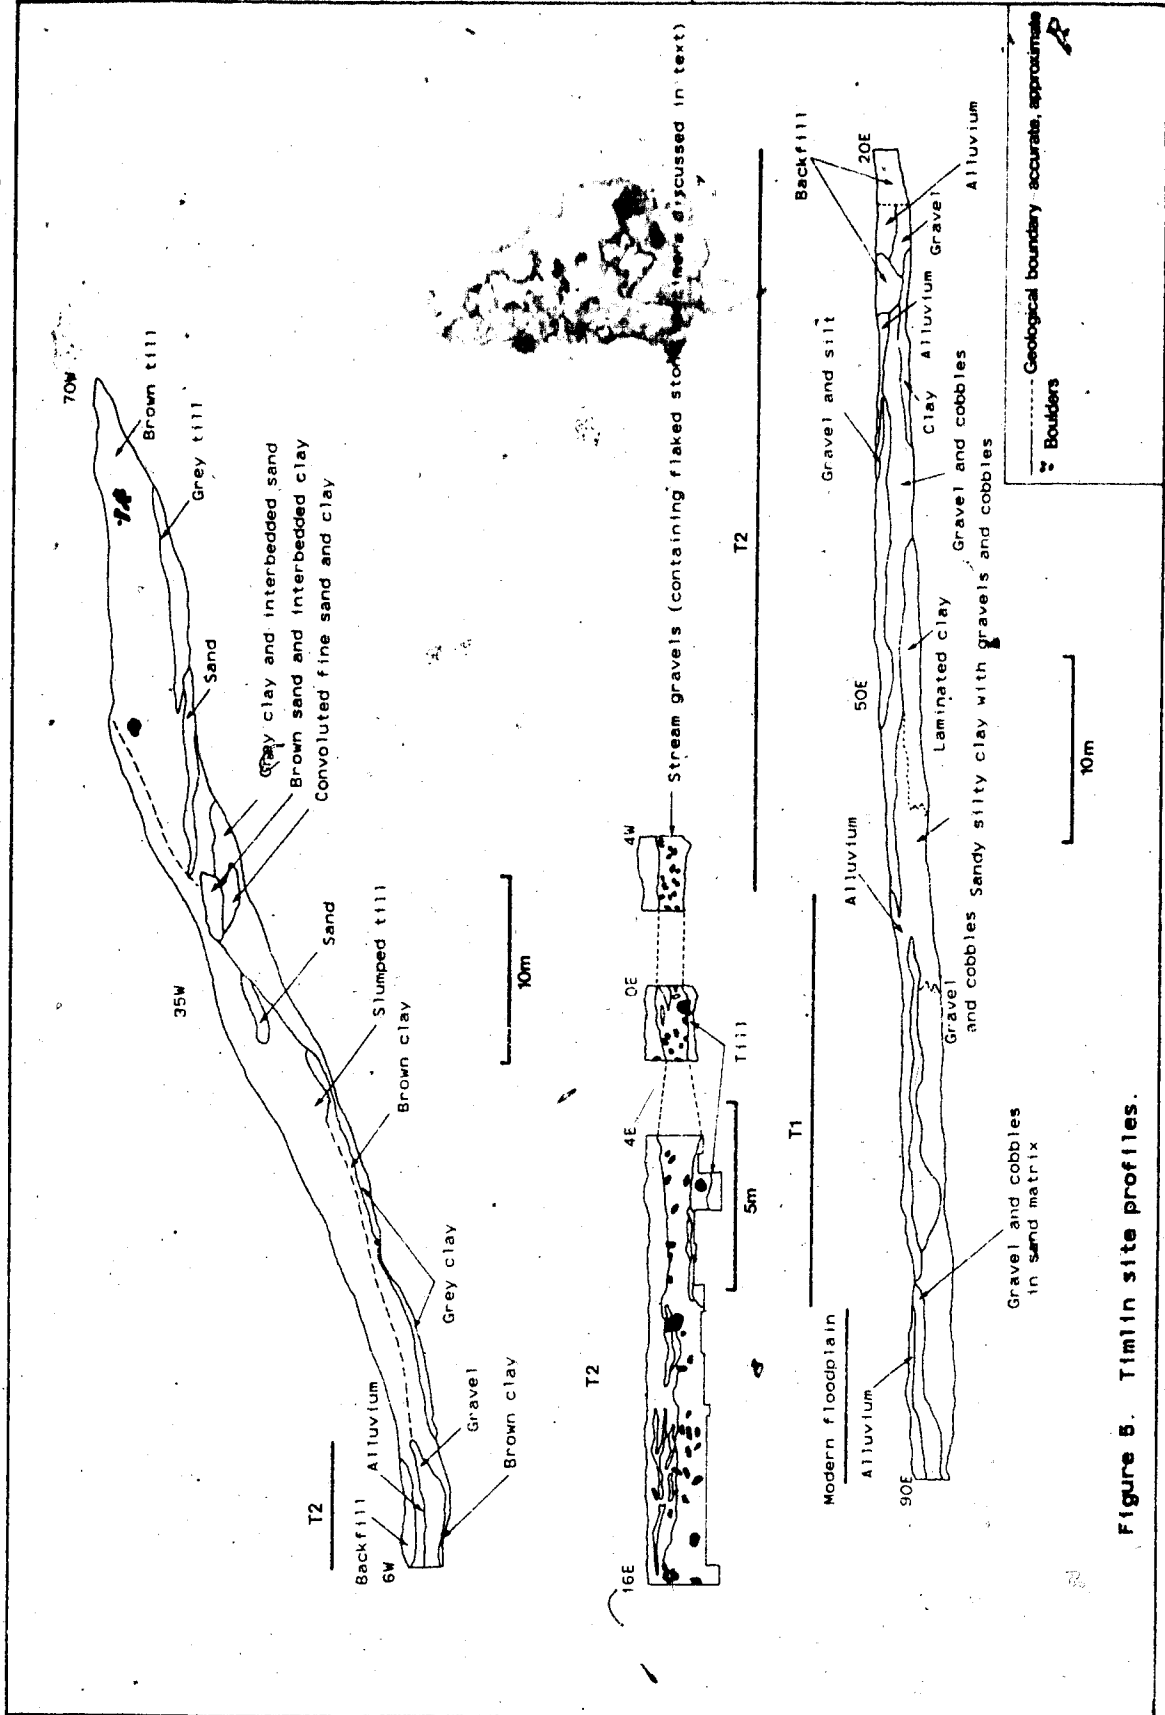 70W
Brown till
Grey till
Sand
Grey clay and interbedded sand
Brown sand and interbedded clay
Convoluted fine sand and clay
35W
Sand
Slumped till
Brown clay
Grey clay
T2
Backfill
6W
Alluvium
Gravel
Brown clay
10m
T2
Stream gravels (containing flaked stone specimens discussed in text)
4W
0E
4E
16E
Till
5m
T2
T1
Modern floodplain
Backfill
20E
Alluvium
Gravel
Alluvium
Clay
Gravel and silt
Gravel and cobbles
50E
Laminated clay
Sandy silty clay with gravels and cobbles
Alluvium
Gravel
and cobbles
Gravel and cobbles
in sand matrix
Alluvium
90E
10m
Geological boundary accurate, approximate
Boulders
Figure 5. Timlin site profiles.